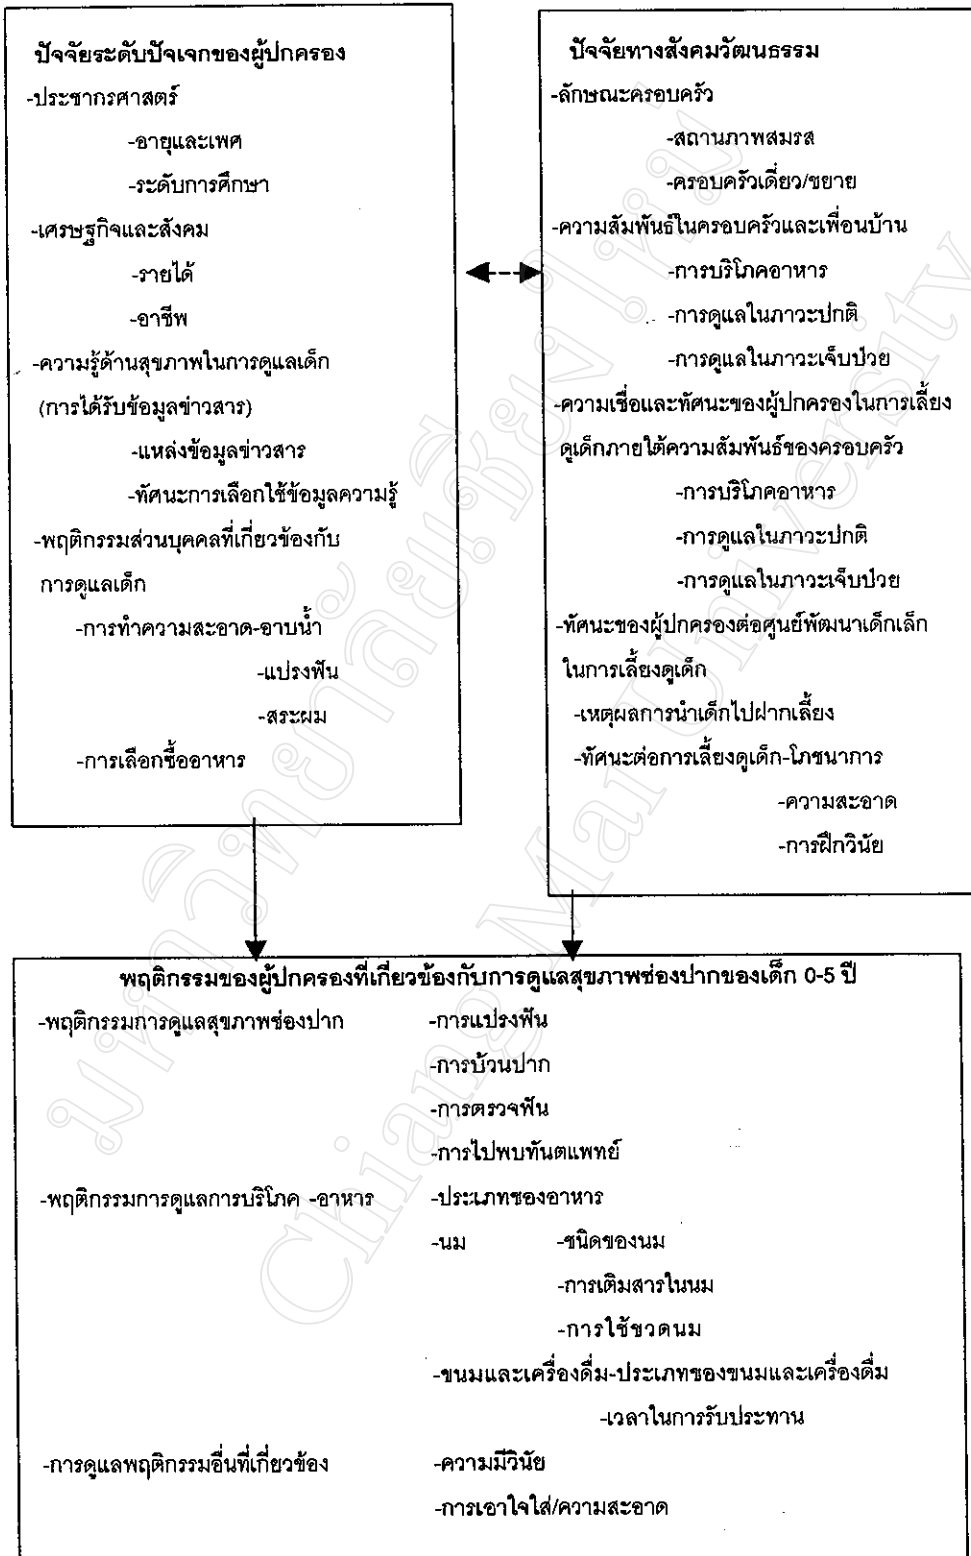 ปัจจัยระดับปัจเจกของผู้ปกครอง
-ประชากรศาสตร์
-อายุและเพศ
-ระดับการศึกษา
-เศรษฐกิจและสังคม
-รายได้
-อาชีพ
-ความรู้ด้านสุขภาพในการดูแลเด็ก
(การได้รับข้อมูลข่าวสาร)
-แหล่งข้อมูลข่าวสาร
-ทัศนะการเลือกใช้ข้อมูลความรู้
-พฤติกรรมส่วนบุคคลที่เกี่ยวข้องกับ
การดูแลเด็ก
-การทำความสะอาด-อาบน้ำ
-แปรงฟัน
-สระผม
-การเลือกซื้ออาหาร
ปัจจัยทางสังคมวัฒนธรรม
-ลักษณะครอบครัว
-สถานภาพสมรส
-ครอบครัวเดี่ยว/ขยาย
-ความสัมพันธ์ในครอบครัวและเพื่อนบ้าน
-การบริโภคอาหาร
-การดูแลในภาวะปกติ
-การดูแลในภาวะเจ็บป่วย
-ความเชื่อและทัศนะของผู้ปกครองในการเลี้ยง
ดูเด็กภายใต้ความสัมพันธ์ของครอบครัว
-การบริโภคอาหาร
-การดูแลในภาวะปกติ
-การดูแลในภาวะเจ็บป่วย
-ทัศนะของผู้ปกครองต่อศูนย์พัฒนาเด็กเล็ก
ในการเลี้ยงดูเด็ก
-เหตุผลการนำเด็กไปฝากเลี้ยง
-ทัศนะต่อการเลี้ยงดูเด็ก-โภชนาการ
-ความสะอาด
-การฝึกวินัย
พฤติกรรมของผู้ปกครองที่เกี่ยวข้องกับการดูแลสุขภาพช่องปากของเด็ก 0-5 ปี
-พฤติกรรมการดูแลสุขภาพช่องปาก -การแปรงฟัน
-การบ้วนปาก
-การตรวจฟัน
-การไปพบทันตแพทย์
-พฤติกรรมการดูแลการบริโภค -อาหาร -ประเภทของอาหาร
-นม -ชนิดของนม
-การเติมสารในนม
-การใช้ขวดนม
-ขนมและเครื่องดื่ม-ประเภทของขนมและเครื่องดื่ม
-เวลาในการรับประทาน
-การดูแลพฤติกรรมอื่นที่เกี่ยวข้อง -ความมีวินัย
-การเอาใจใส่/ความสะอาด
มหาวิทยาลัยเชียงใหม่
Chiang Mai University